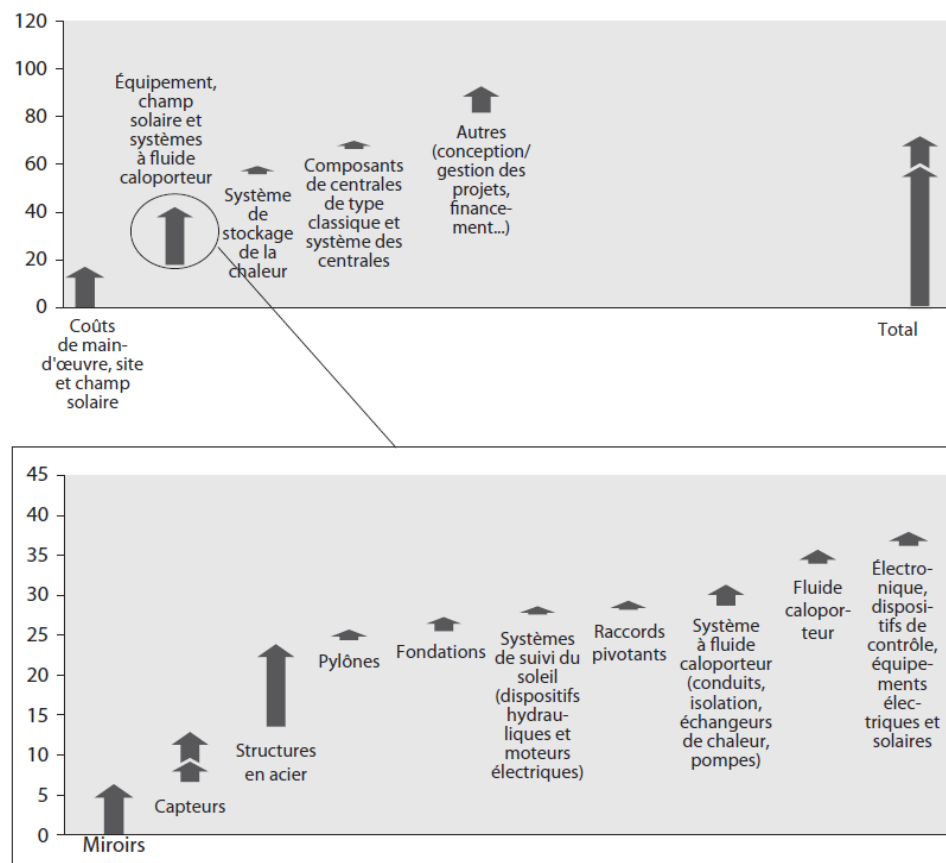 120
100
80
60
40
20
0
Équipement,
champ
solaire et
systèmes
à fluide
caloporteur
Système
de
stockage
de la
chaleur
Composants
de centrales
de type
classique et
système des
centrales
Autres
(conception/
gestion des
projets,
finance-
ment...)
Coûts
de main-
d'œuvre, site
et champ
solaire
Total
45
40
35
30
25
20
15
10
5
0
Miroirs
Capteurs
Structures
en acier
Pylônes
Fondations
Systèmes
de suivi du
soleil
(dispositifs
hydrau-
liques et
moteurs
électriques)
Raccords
pivotants
Système
à fluide
caloporteur
(conduits,
isolation,
échangeurs
de chaleur,
pompes)
Fluide
calopor-
teur
Électro-
nique,
disposi-
tifs de
contrôle,
équipe-
ments
élec-
triques et
solaires